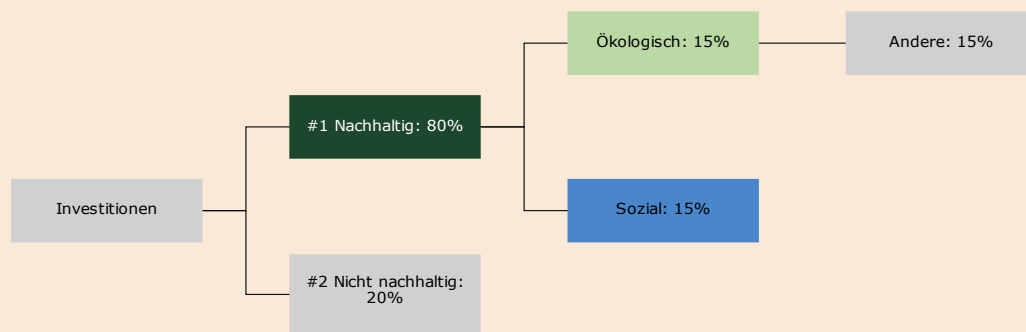 Ökologisch: 15%
Andere: 15%
#1 Nachhaltig: 80%
Investitionen
Sozial: 15%
#2 Nicht nachhaltig:
20%